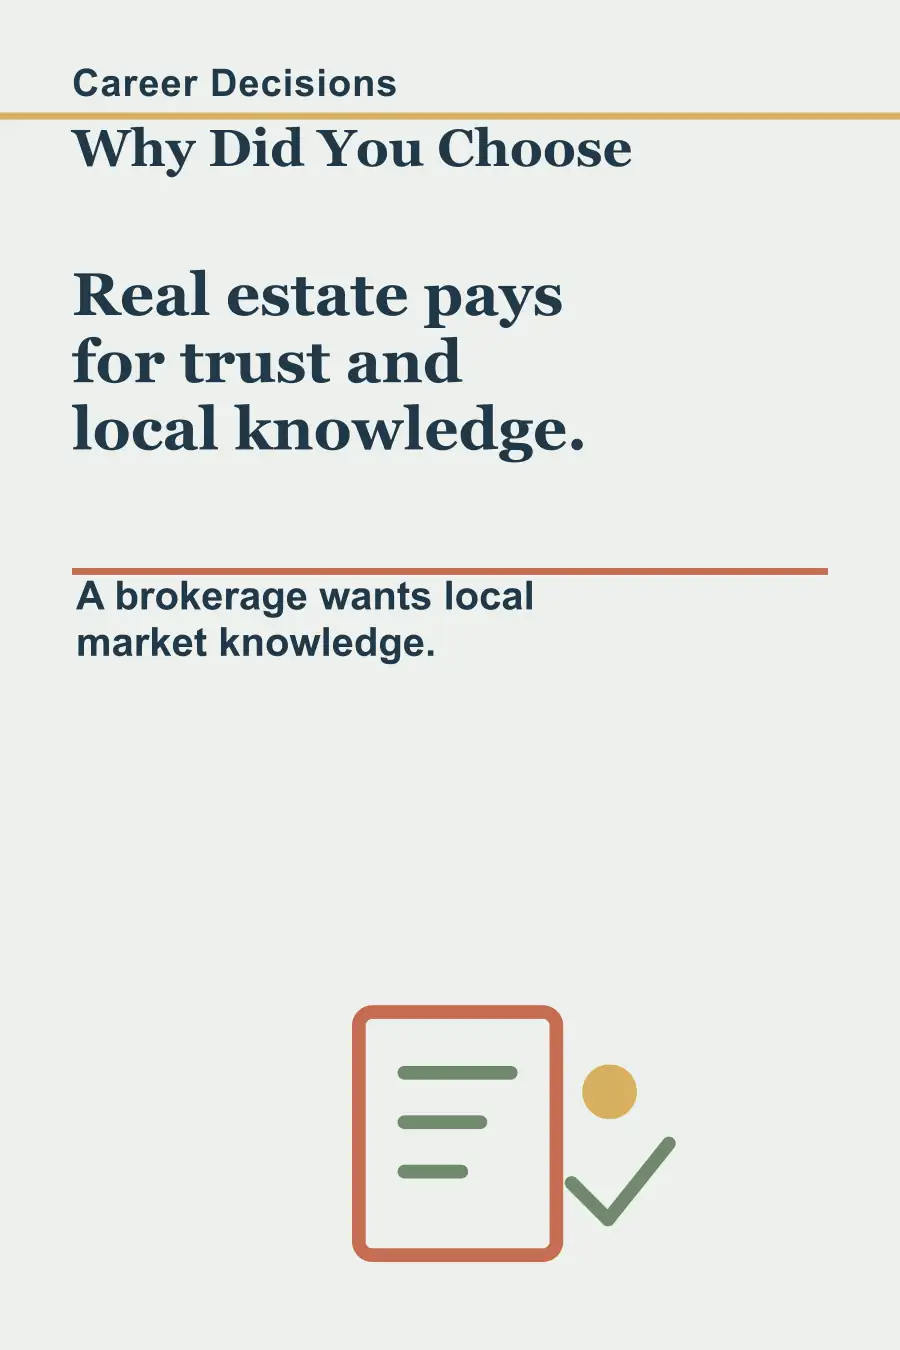 Career Decisions
Why Did You Choose
Real estate pays
for trust and
local knowledge.
A brokerage wants local
market knowledge.